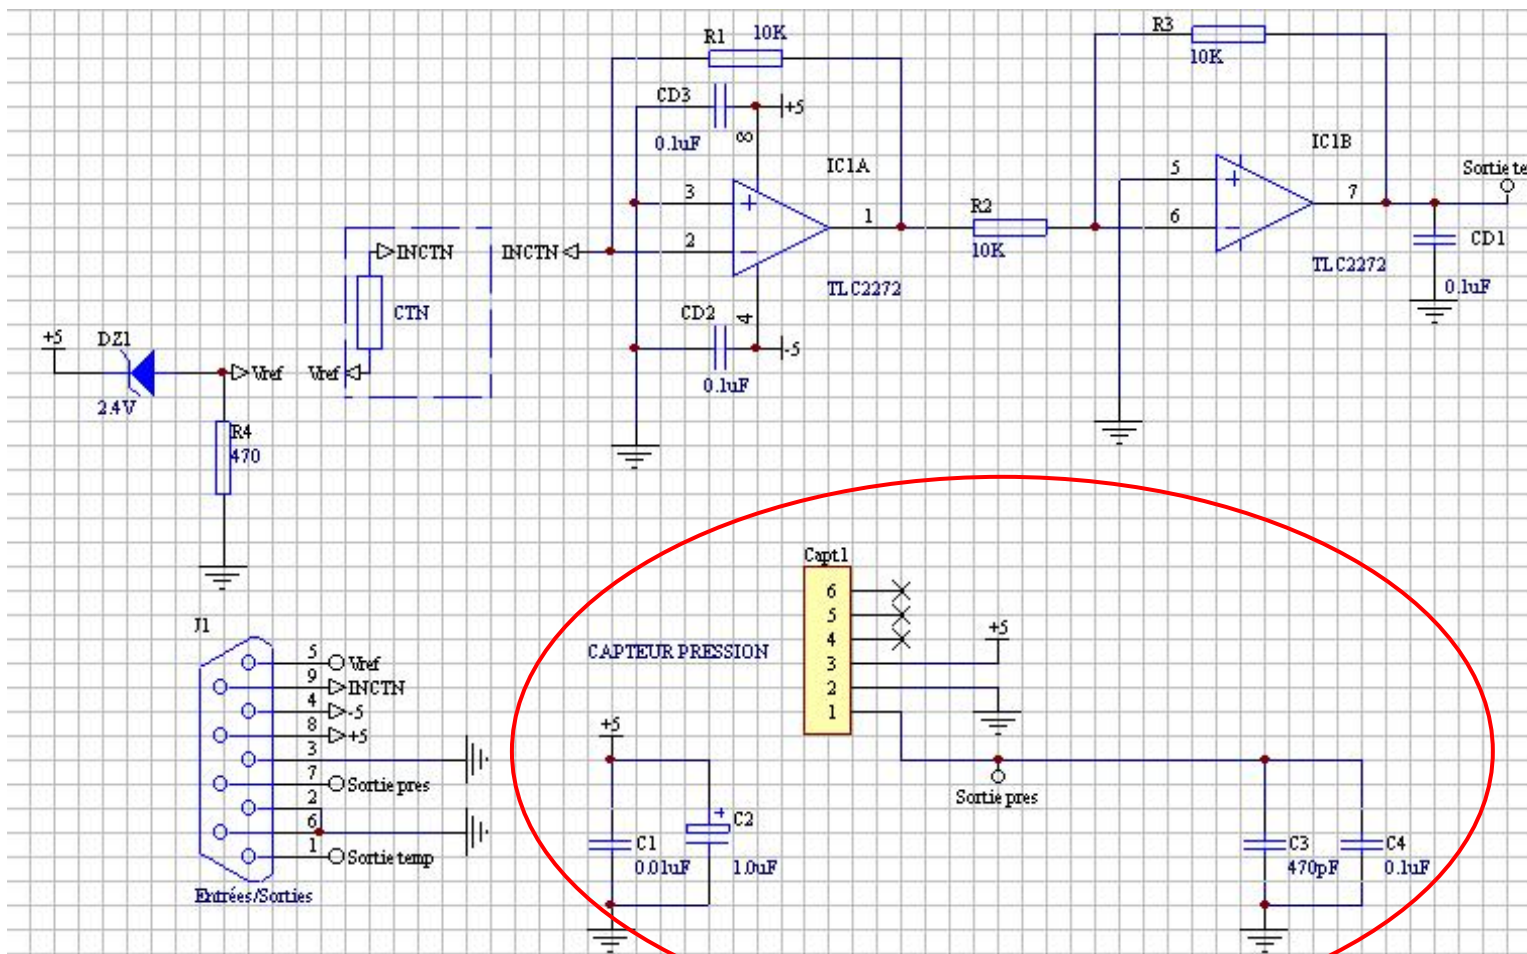 R1 10K
R3
10K
CD3
+5
0.1uF
8
IC1A
IC1B
Sortie te
3
+
1
R2
10K
5
+
7
6
-
CD1
INCTN
INCTN
2
-
TLC2272
TLC2272
0.1uF
CTN
CD2
4
-5
0.1uF
+5
DZ1
Vref
Vref
2.4V
R4
470
Capt1
6
5
4
3
2
1
+5
CAPTEUR PRESSION
J1
5 Vref
9 INCTN
4 -5
8 +5
3
7 Sortie pres
2
6
1 Sortie temp
Entrées/Sorties
+5
Sortie pres
+
C2
1.0uF
C1
0.01uF
C3
470pF
C4
0.1uF